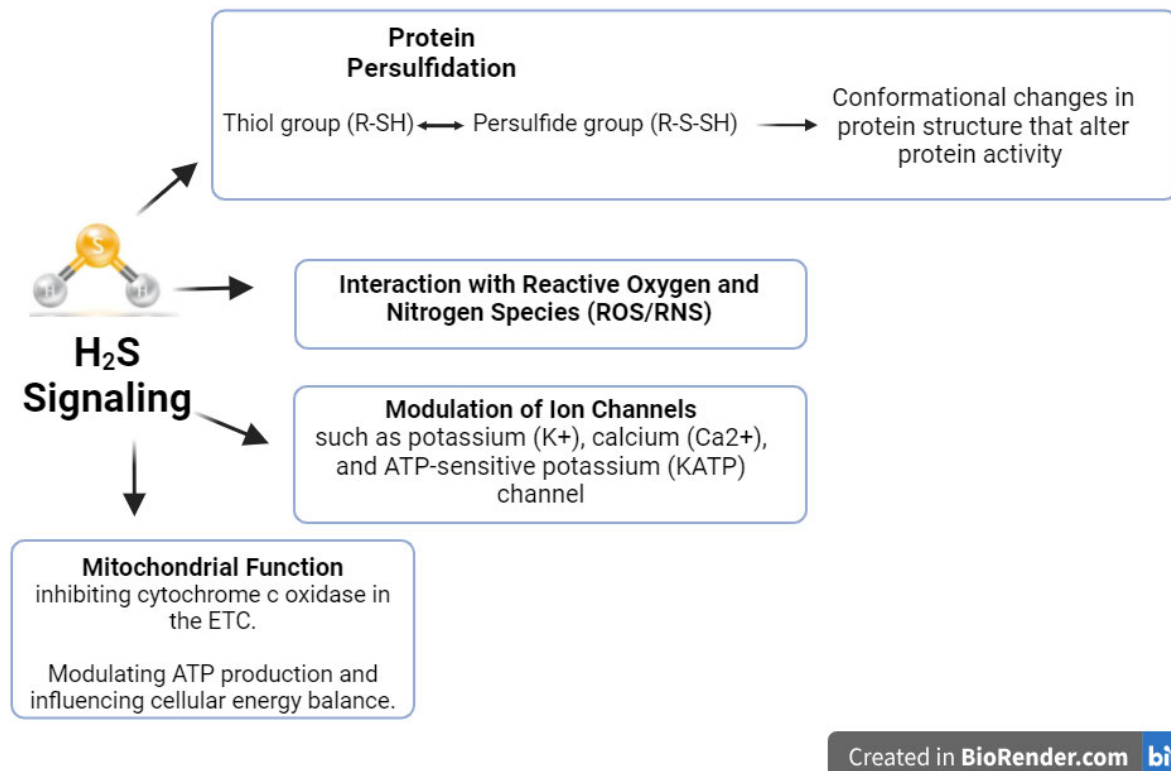 Protein
Persulfidation
Thiol group (R-SH) Persulfide group (R-S-SH)
Conformational changes in
protein structure that alter
protein activity
S
H H
Interaction with Reactive Oxygen and
Nitrogen Species (ROS/RNS)
H₂S
Signaling
Modulation of Ion Channels
such as potassium (K+), calcium (Ca2+),
and ATP-sensitive potassium (KATP)
channel
Mitochondrial Function
inhibiting cytochrome c oxidase in
the ETC.
Modulating ATP production and
influencing cellular energy balance.
Created in BioRender.com bi